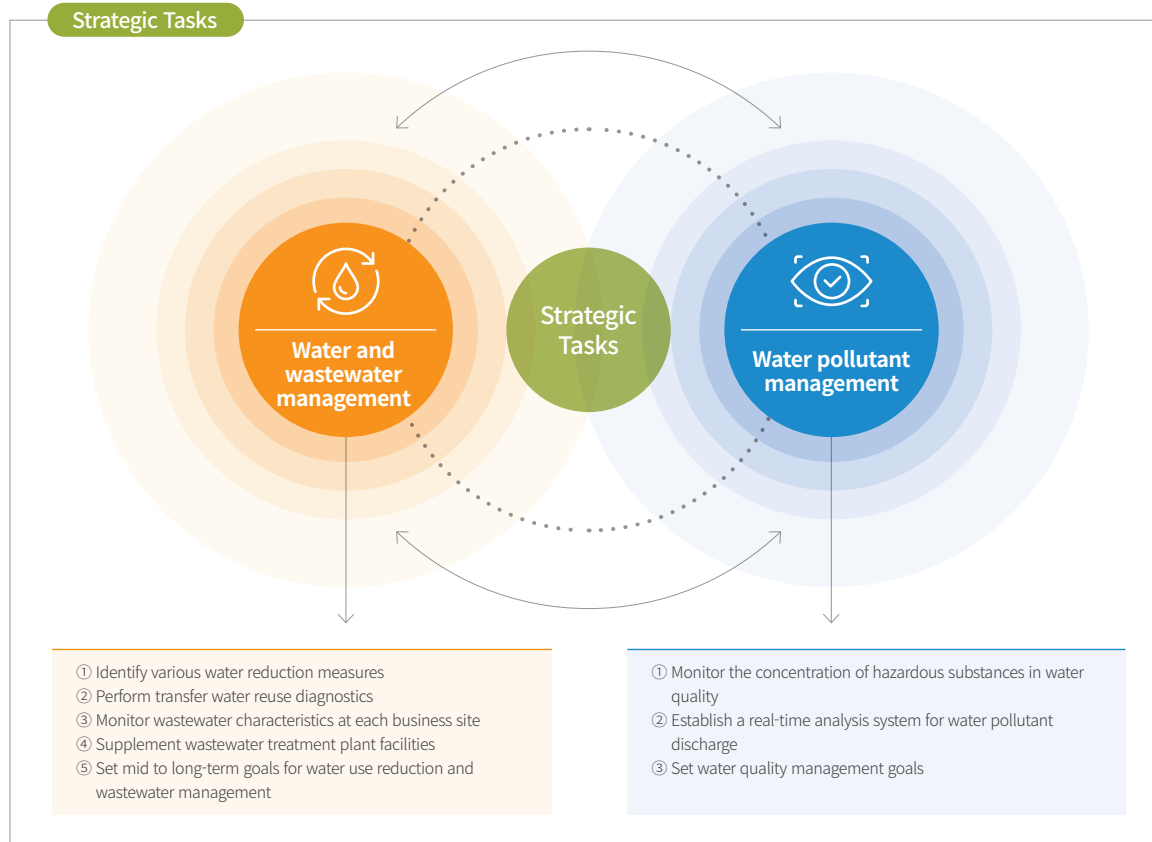 Strategic Tasks
Water and
wastewater
management
Strategic
Tasks
Water pollutant
management
① Identify various water reduction measures
② Perform transfer water reuse diagnostics
③ Monitor wastewater characteristics at each business site
④ Supplement wastewater treatment plant facilities
⑤ Set mid to long-term goals for water use reduction and
wastewater management
① Monitor the concentration of hazardous substances in water
quality
② Establish a real-time analysis system for water pollutant
discharge
③ Set water quality management goals